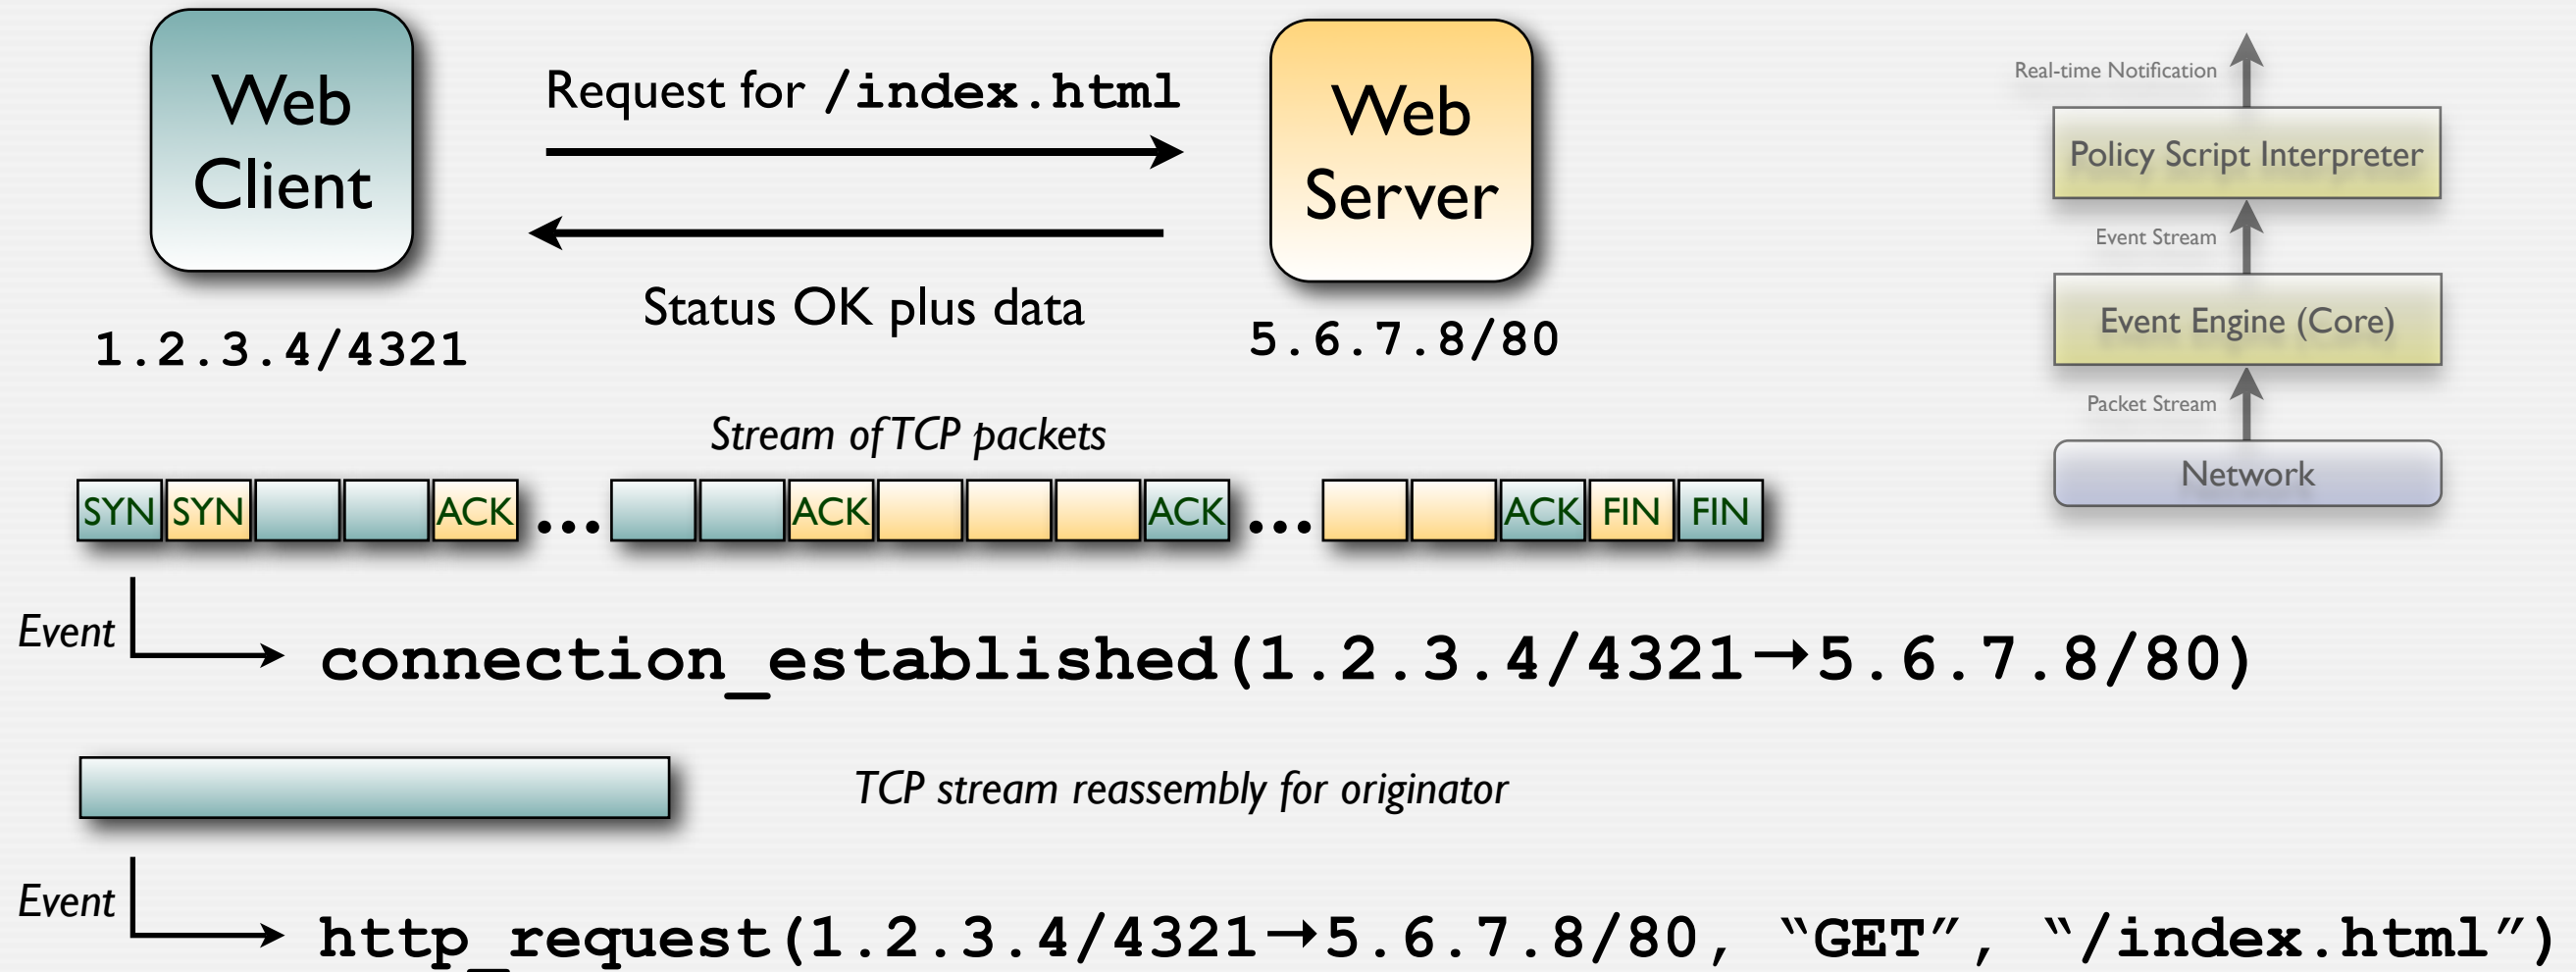 Web
Client
1.2.3.4/4321
Request for /index.html
Status OK plus data
Web
Server
5.6.7.8/80
Real-time Notification
Policy Script Interpreter
Event Stream
Event Engine (Core)
Packet Stream
Network
Stream of TCP packets
SYN SYN ACK ... ACK ACK ... ACK FIN FIN
Event
connection_established(1.2.3.4/4321→5.6.7.8/80)
TCP stream reassembly for originator
Event
http_request(1.2.3.4/4321→5.6.7.8/80, “GET”, “/index.html”)